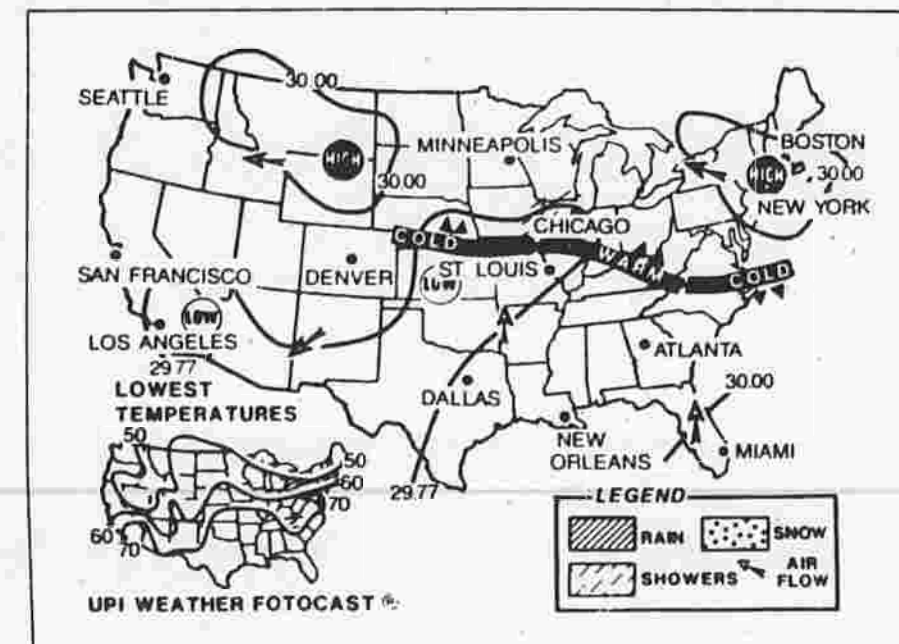 30.00
SEATTLE
MINNEAPOLIS
BOSTON
HIGH
HIGH
30.00
30.00
NEW YORK
CHICAGO
COLD
WARN
COLD
SAN FRANCISCO
DENVER
ST. LOUIS
LOW
LOW
LOS ANGELES
ATLANTA
29.77
30.00
LOWEST
TEMPERATURES
DALLAS
NEW
ORLEANS
MIAMI
50
50
60
70
29.77
60
70
LEGEND
RAIN
SNOW
SHOWERS
AIR
FLOW
UPI WEATHER FOTOCAST